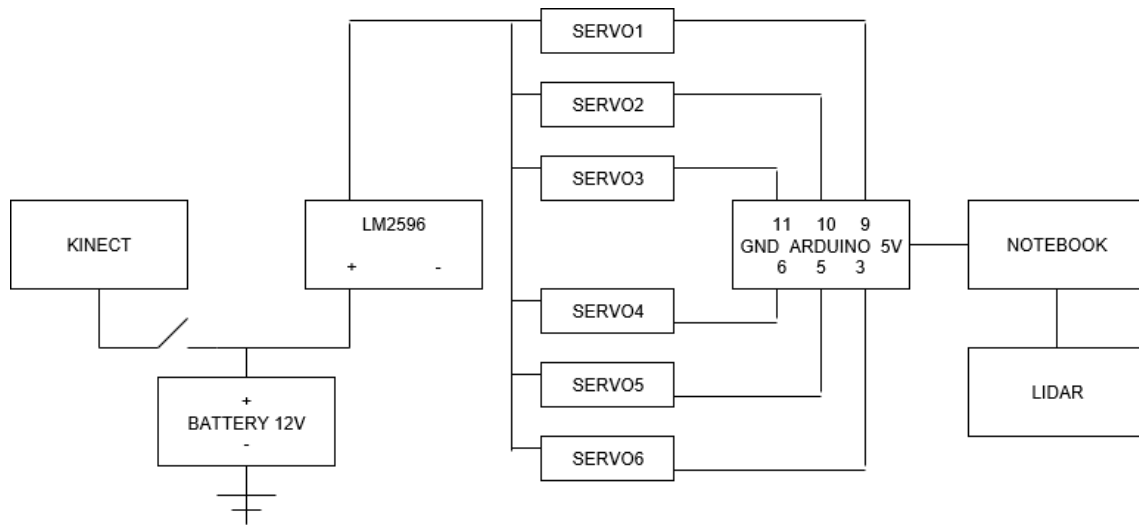 SERVO1
SERVO2
SERVO3
KINECT
LM2596
+ -
11 10 9
GND ARDUINO 5V
6 5 3
NOTEBOOK
SERVO4
+
BATTERY 12V
-
SERVO5
LIDAR
SERVO6